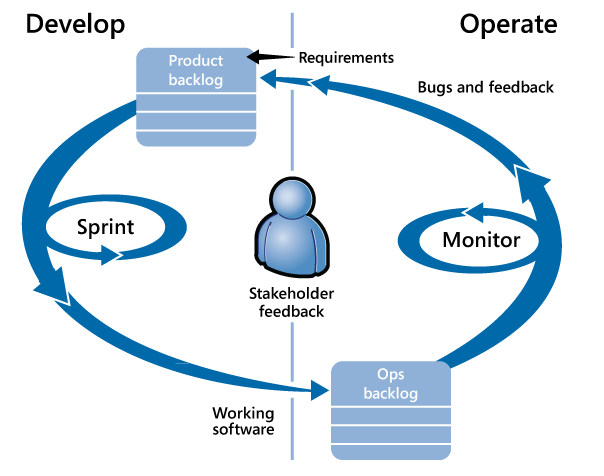 Develop
Operate
Product
backlog
Requirements
Bugs and feedback
Sprint
Monitor
Stakeholder
feedback
Ops
backlog
Working
software